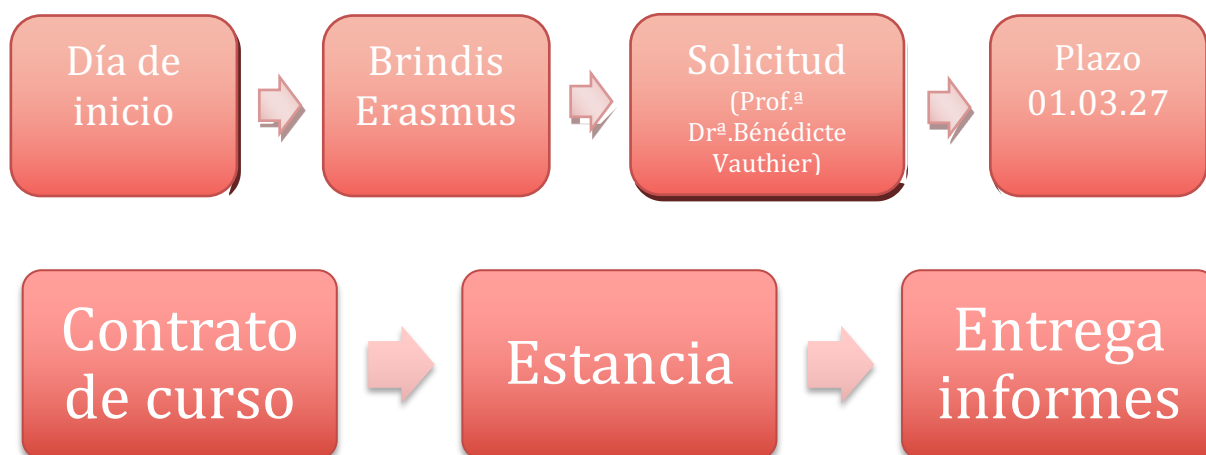 Día de
inicio
Brindis
Erasmus
Solicitud
(Prof.ª
Drª.Bénédicte
Vauthier)
Plazo
01.03.27
Contrato
de curso
Estancia
Entrega
informes